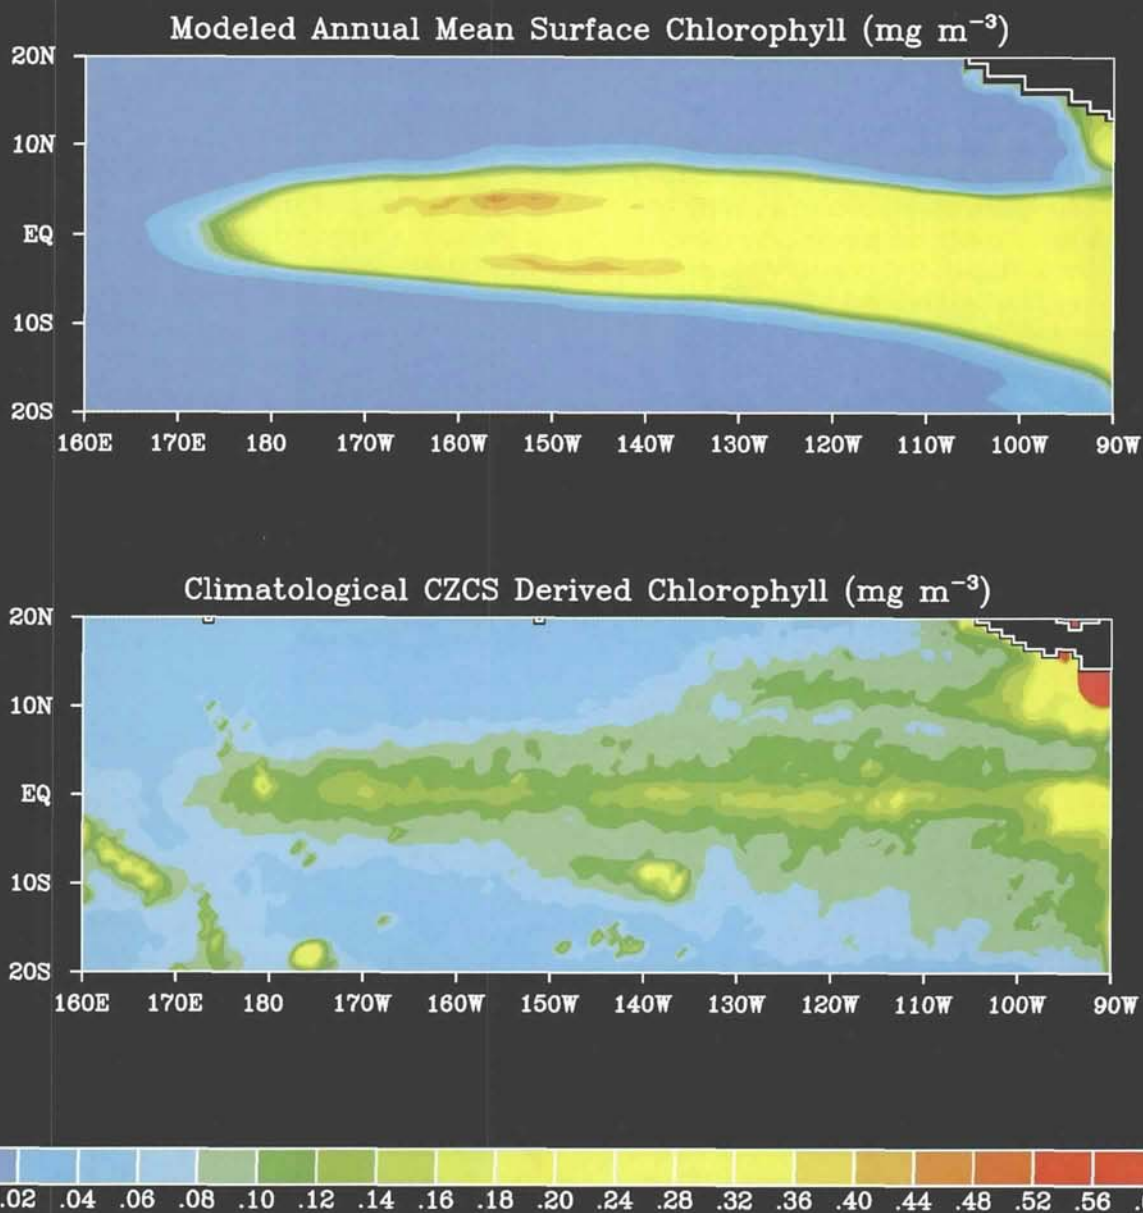 Modeled Annual Mean Surface Chlorophyll (mg m⁻³)
20N
10N
EQ
10S
20S
160E 170E 180 170W 160W 150W 140W 130W 120W 110W 100W 90W
Climatological CZCS Derived Chlorophyll (mg m⁻³)
20N
10N
EQ
10S
20S
160E 170E 180 170W 160W 150W 140W 130W 120W 110W 100W 90W
.02 .04 .06 .08 .10 .12 .14 .16 .18 .20 .24 .28 .32 .36 .40 .44 .48 .52 .56